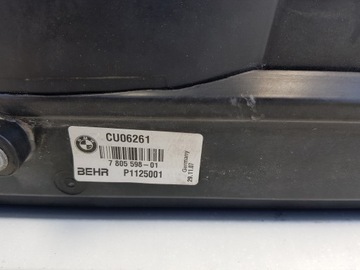 CU06261
7 805 598-01
BEHR P1125001
Germany
29.11.07